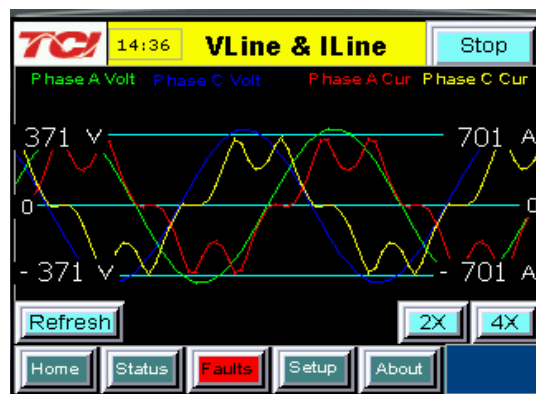 TCI 14:36 VLine & ILine Stop
Phase A Volt Phase C Volt Phase A Cur Phase C Cur
371 V 701 A
0 0
- 371 V - 701 A
Refresh 2X 4X
Home Status Faults Setup About